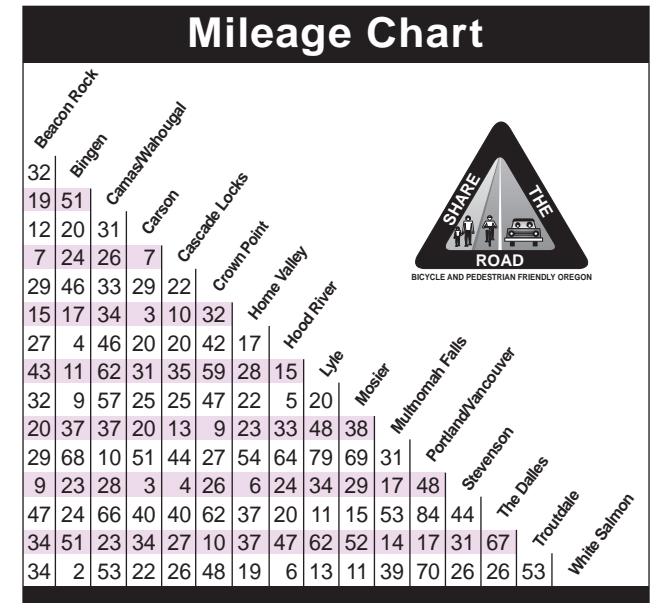 Mileage Chart
Beacon Rock
32 Bingen
19 51 Camas/Wahougal
12 20 31 Carson
7 24 26 7 Cascade Locks
29 46 33 29 22 Crown Point
15 17 34 3 10 32 Home Valley
27 4 46 20 20 42 17 Hood River
43 11 62 31 35 59 28 15 Lyle
32 9 57 25 25 47 22 5 20 Mosier
20 37 37 20 13 9 23 33 48 38 Multnomah Falls
29 68 10 51 44 27 54 64 79 69 31 Portland/Vancouver
9 23 28 3 4 26 6 24 34 29 17 48 Stevenson
47 24 66 40 40 62 37 20 11 15 53 84 44 The Dalles
34 51 23 34 27 10 37 47 62 52 14 17 31 67 Troutdale
34 2 53 22 26 48 19 6 13 11 39 70 26 26 53 White Salmon
SHARE THE
ROAD
BICYCLE AND PEDESTRIAN FRIENDLY OREGON